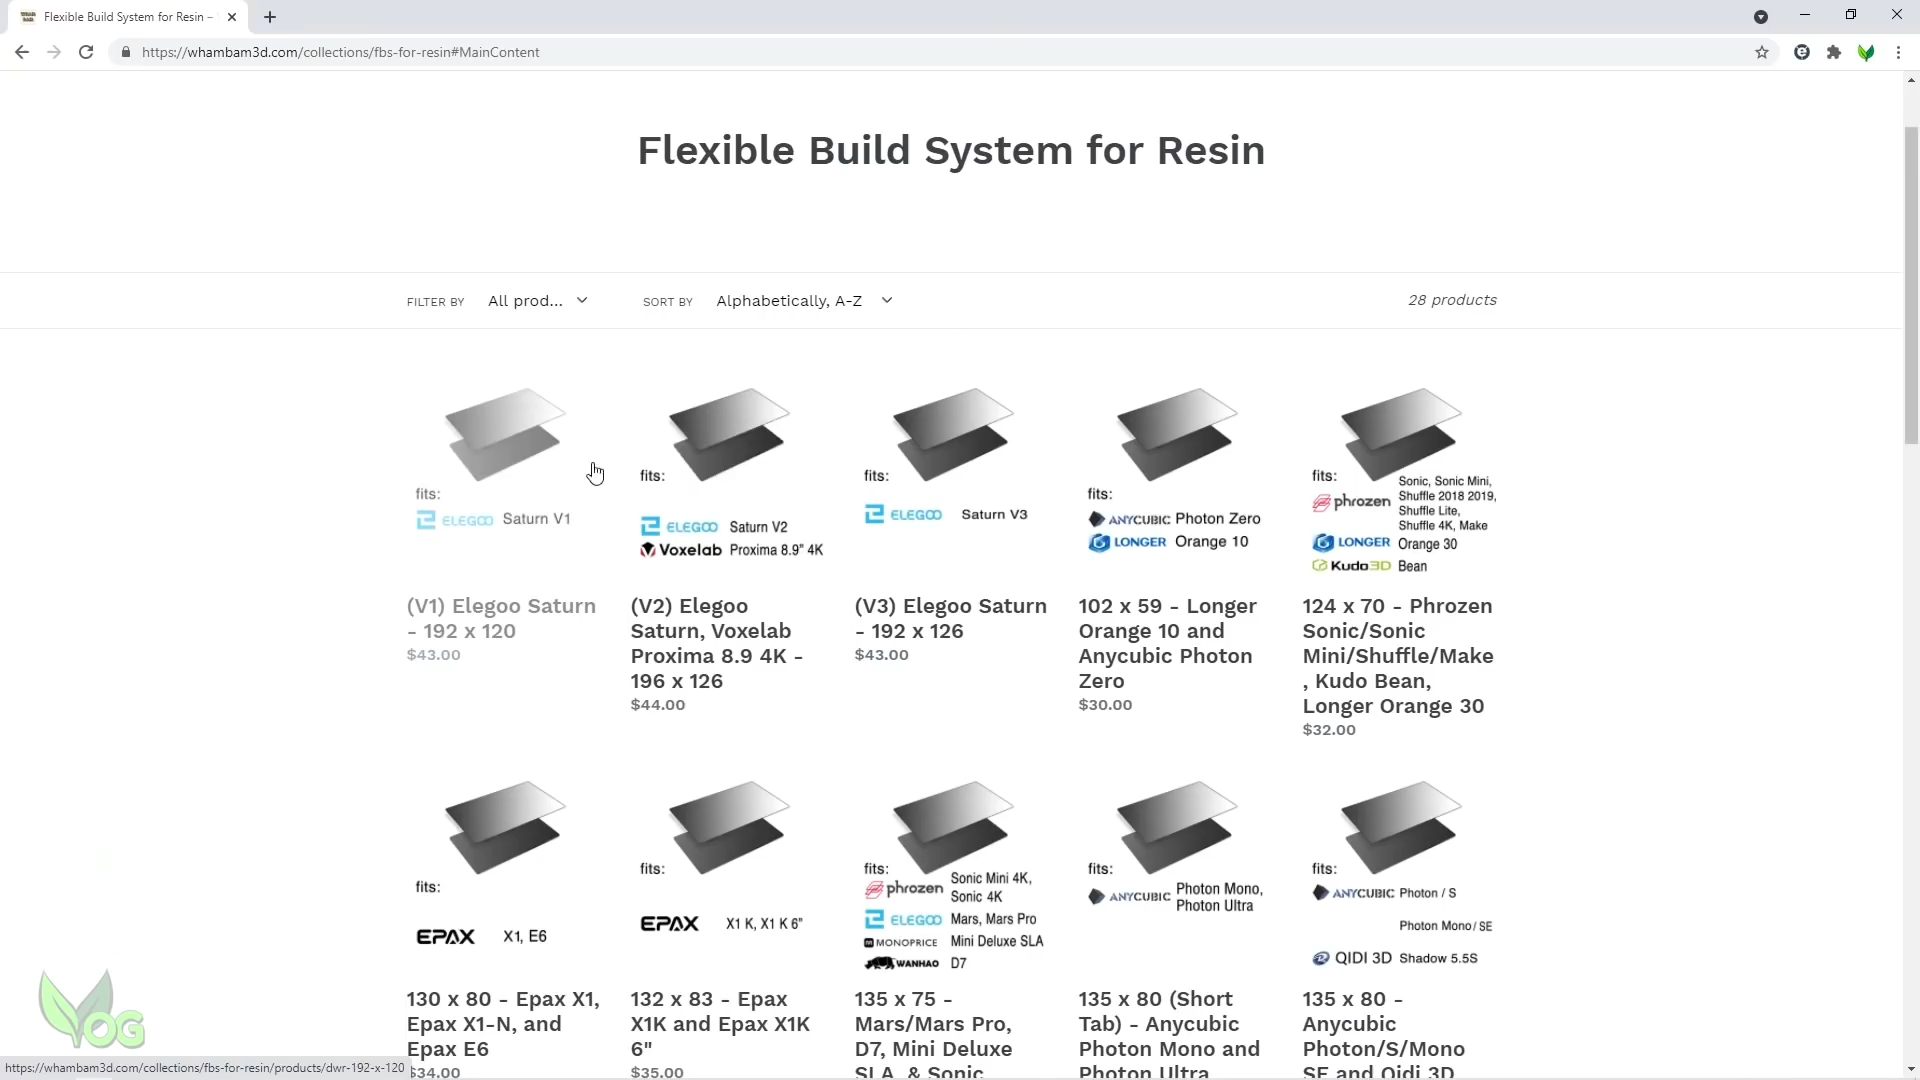 Flexible Build System for Resin –
https://whambam3d.com/collections/fbs-for-resin#MainContent
Flexible Build System for Resin
FILTER BY All prod... SORT BY Alphabetically, A-Z 28 products
fits:
ELEGOO Saturn V1
(V1) Elegoo Saturn
- 192 x 120
$43.00
fits:
ELEGOO Saturn V2
Voxelab Proxima 8.9" 4K
(V2) Elegoo
Saturn, Voxelab
Proxima 8.9 4K -
196 x 126
$44.00
fits:
ELEGOO Saturn V3
(V3) Elegoo Saturn
- 192 x 126
$43.00
fits:
ANYCUBIC Photon Zero
LONGER Orange 10
102 x 59 - Longer
Orange 10 and
Anycubic Photon
Zero
$30.00
fits:
phrozen Sonic, Sonic Mini,
Shuffle 2018 2019,
Shuffle Lite,
Shuffle 4K, Make
LONGER Orange 30
Kudo3D Bean
124 x 70 - Phrozen
Sonic/Sonic
Mini/Shuffle/Make
, Kudo Bean,
Longer Orange 30
$32.00
fits:
EPAX X1, E6
130 x 80 - Epax X1,
Epax X1-N, and
Epax E6
$34.00
fits:
EPAX X1 K, X1 K 6"
132 x 83 - Epax
X1K and Epax X1K
6"
$35.00
fits:
phrozen Sonic Mini 4K,
Sonic 4K
ELEGOO Mars, Mars Pro
MONOPRICE Mini Deluxe SLA
WANHAO D7
135 x 75 -
Mars/Mars Pro,
D7, Mini Deluxe
SLA, & Sonic
fits:
ANYCUBIC Photon Mono,
Photon Ultra
135 x 80 (Short
Tab) - Anycubic
Photon Mono and
Photon Ultra
fits:
ANYCUBIC Photon / S
Photon Mono / SE
QIDI 3D Shadow 5.5S
135 x 80 -
Anycubic
Photon/S/Mono
SE and Qidi 3D
VOG
https://whambam3d.com/collections/fbs-for-resin/products/dwr-192-x-120